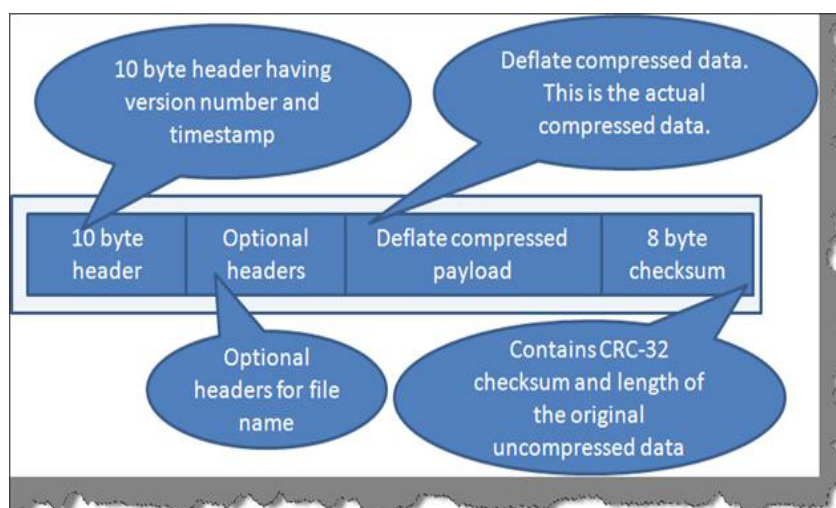 10 byte header having
version number and
timestamp
Deflate compressed data.
This is the actual
compressed data.
10 byte
header
Optional
headers
Deflate compressed
payload
8 byte
checksum
Optional
headers for file
name
Contains CRC-32
checksum and length of
the original
uncompressed data